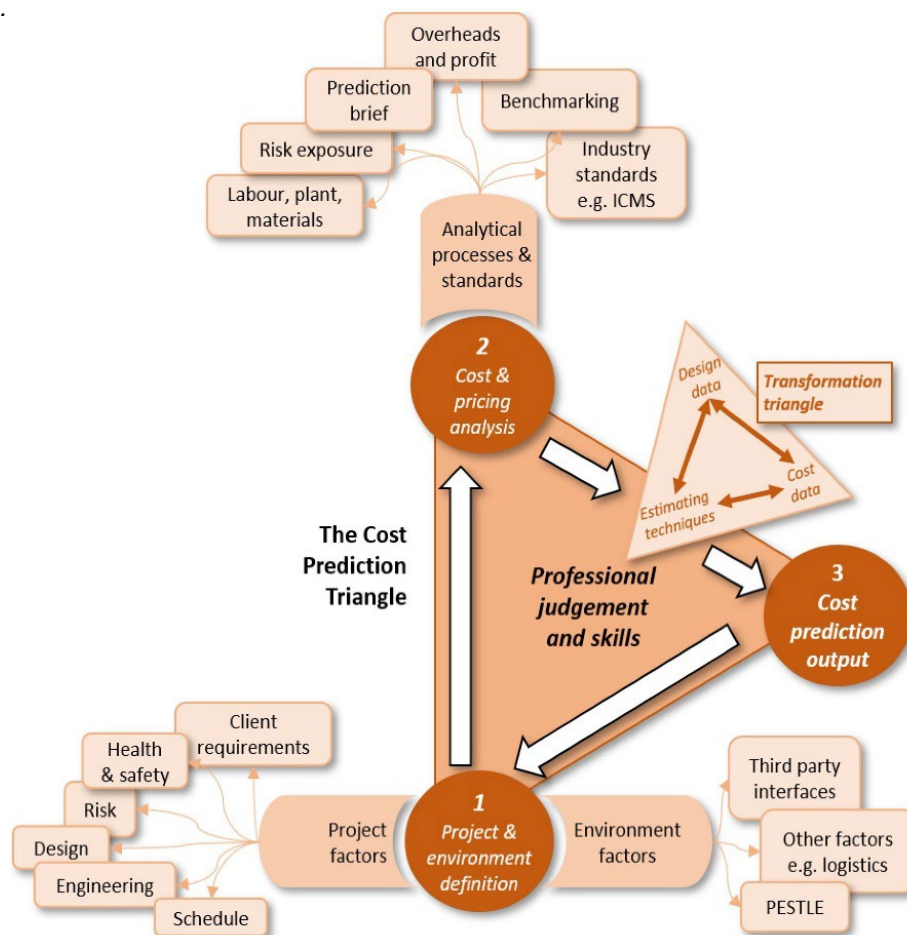 .
Overheads
and profit
Prediction
brief
Benchmarking
Risk exposure
Industry
standards
e.g. ICMS
Labour, plant,
materials
Analytical
processes &
standards
2
Cost &
pricing
analysis
Design
data
Transformation
triangle
Cost
data
Estimating
techniques
The Cost
Prediction
Triangle
Professional
judgement
and skills
3
Cost
prediction
output
Client
requirements
Health
& safety
Risk
Design
Engineering
Schedule
Project
factors
1
Project &
environment
definition
Environment
factors
Third party
interfaces
Other factors
e.g. logistics
PESTLE